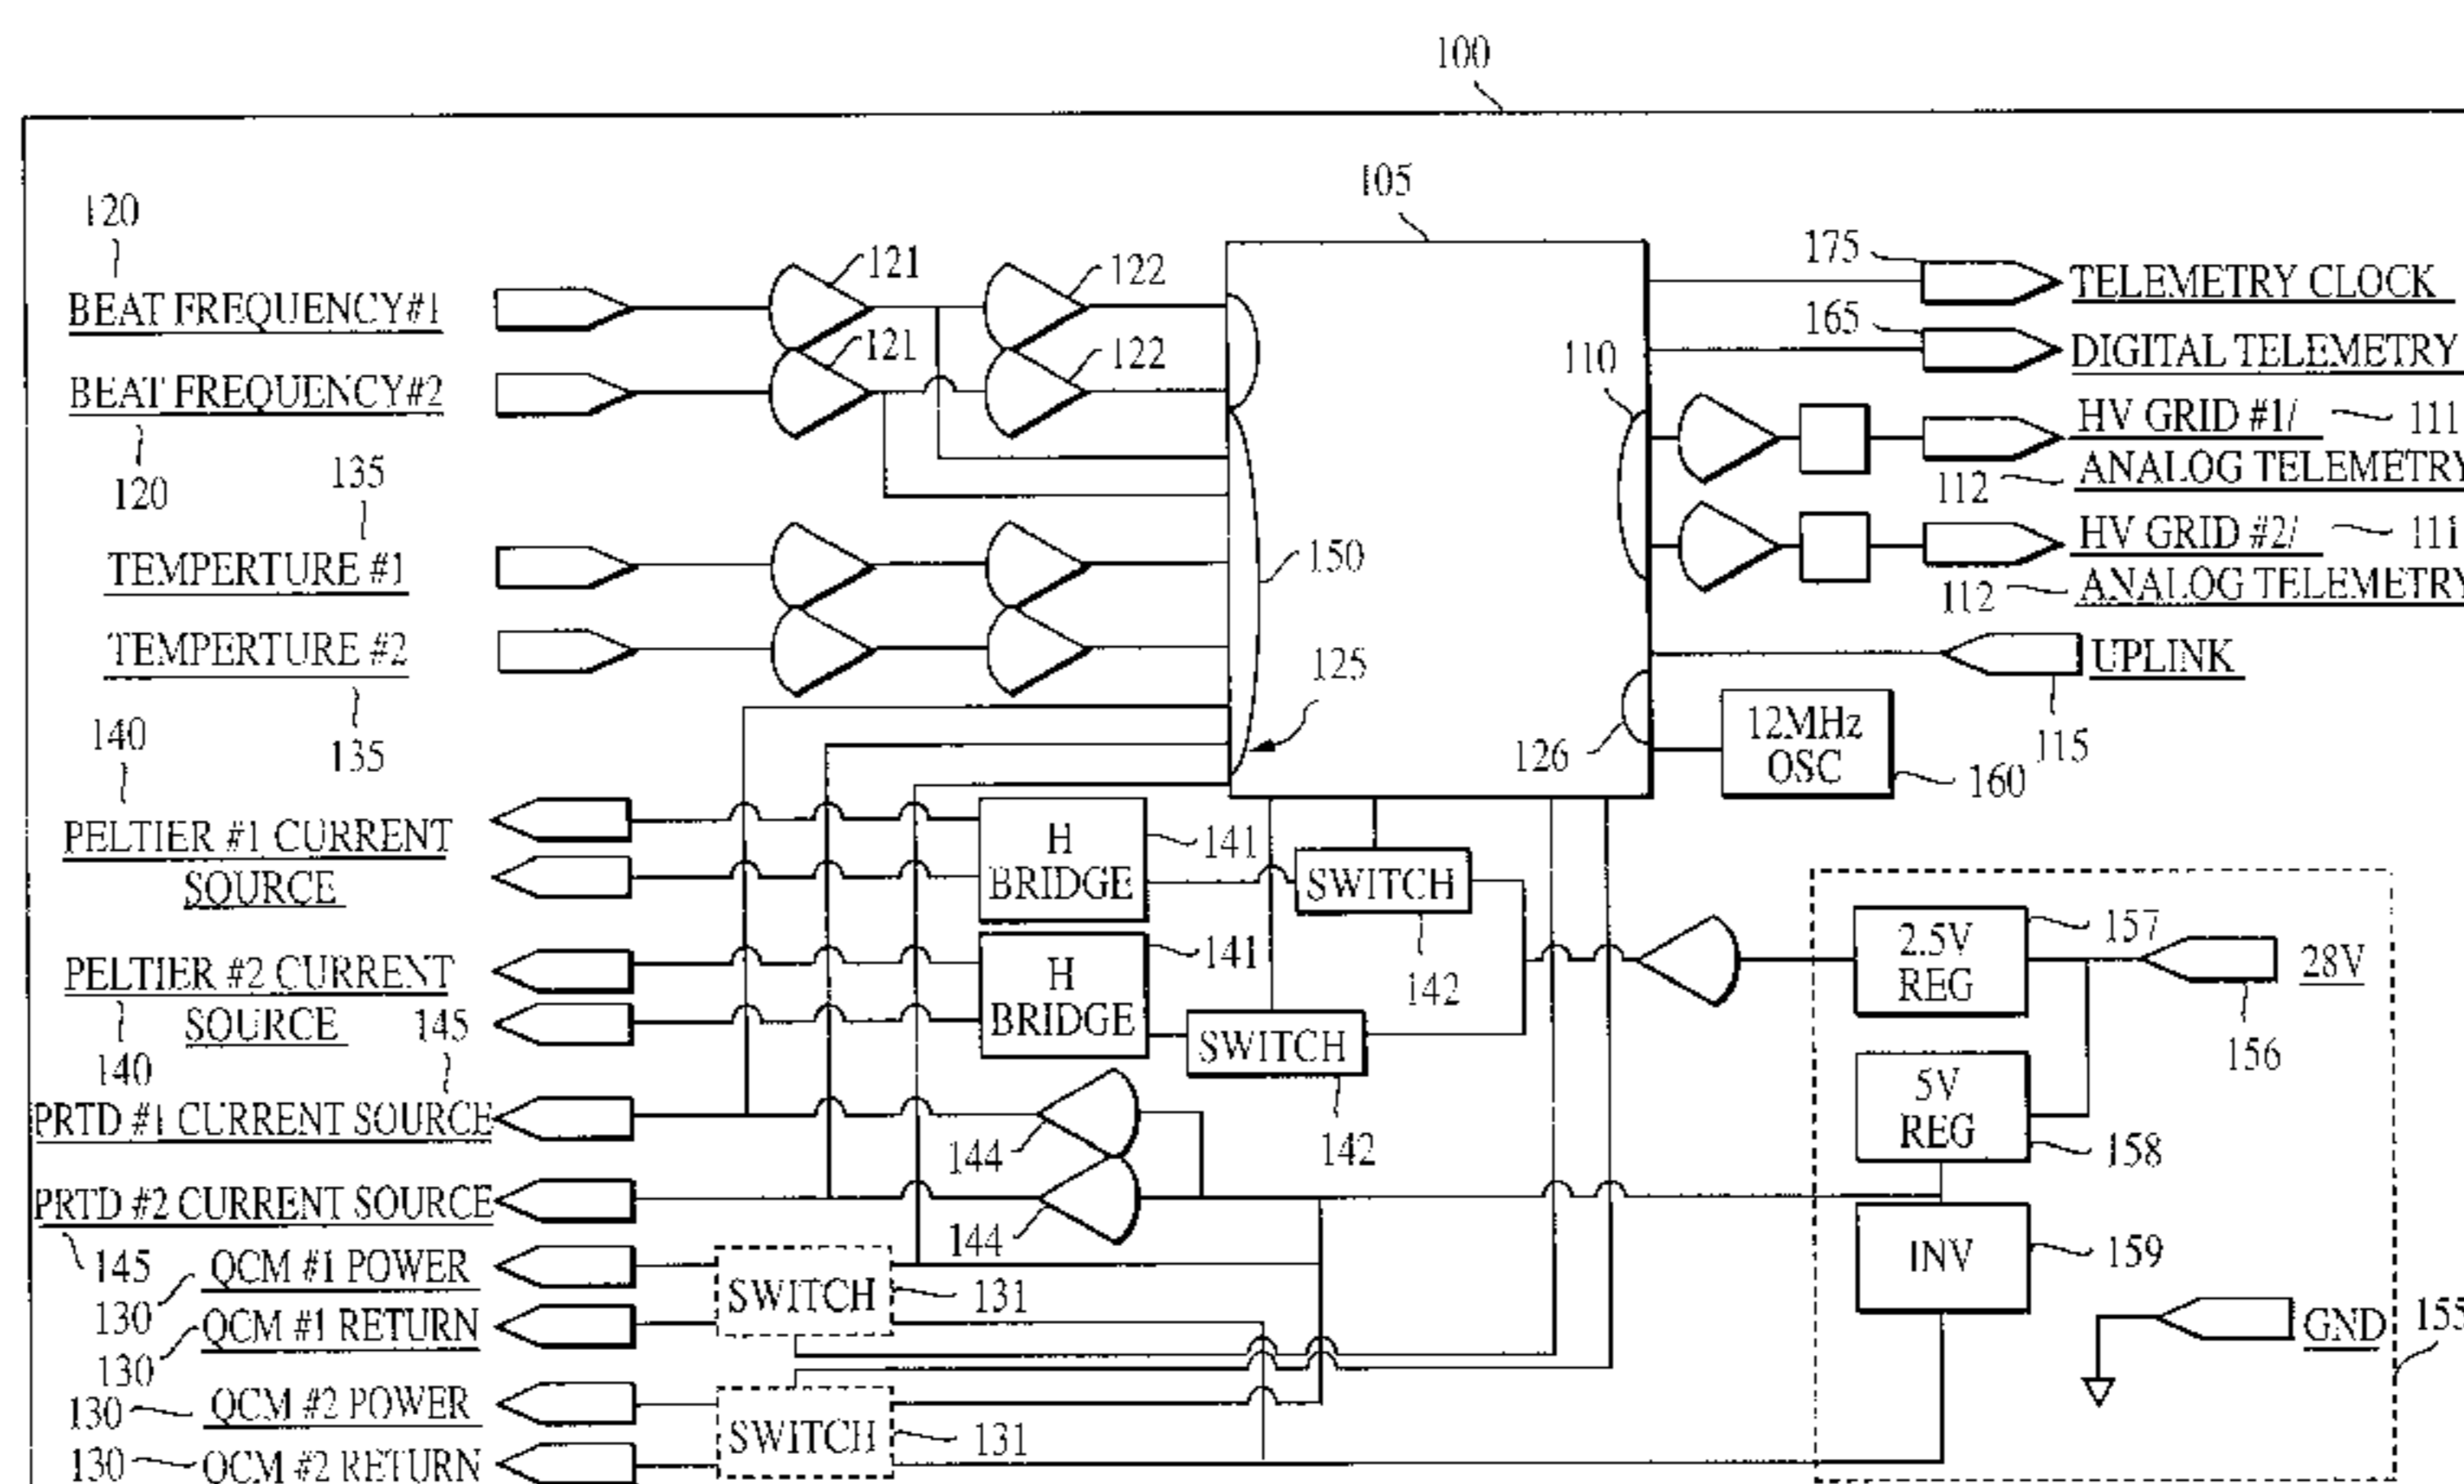 100
105
120
BEAT FREQUENCY#1
121
122
BEAT FREQUENCY#2
121
122
120
135
TEMPERTURE #1
TEMPERTURE #2
135
150
125
110
126
175
TELEMETRY CLOCK
165
DIGITAL TELEMETRY
HV GRID #1/
111
ANALOG TELEMETRY
112
HV GRID #2/
111
ANALOG TELEMETRY
112
UPLINK
115
12MHz
OSC
160
140
PELTIER #1 CURRENT
SOURCE
H
BRIDGE
141
SWITCH
142
PELTIER #2 CURRENT
SOURCE
140
H
BRIDGE
141
SWITCH
142
145
PRTD #1 CURRENT SOURCE
144
PRTD #2 CURRENT SOURCE
145
144
2.5V
REG
157
28V
156
5V
REG
158
INV
159
GND
155
QCM #1 POWER
130
SWITCH
131
QCM #1 RETURN
130
QCM #2 POWER
130
SWITCH
131
QCM #2 RETURN
130